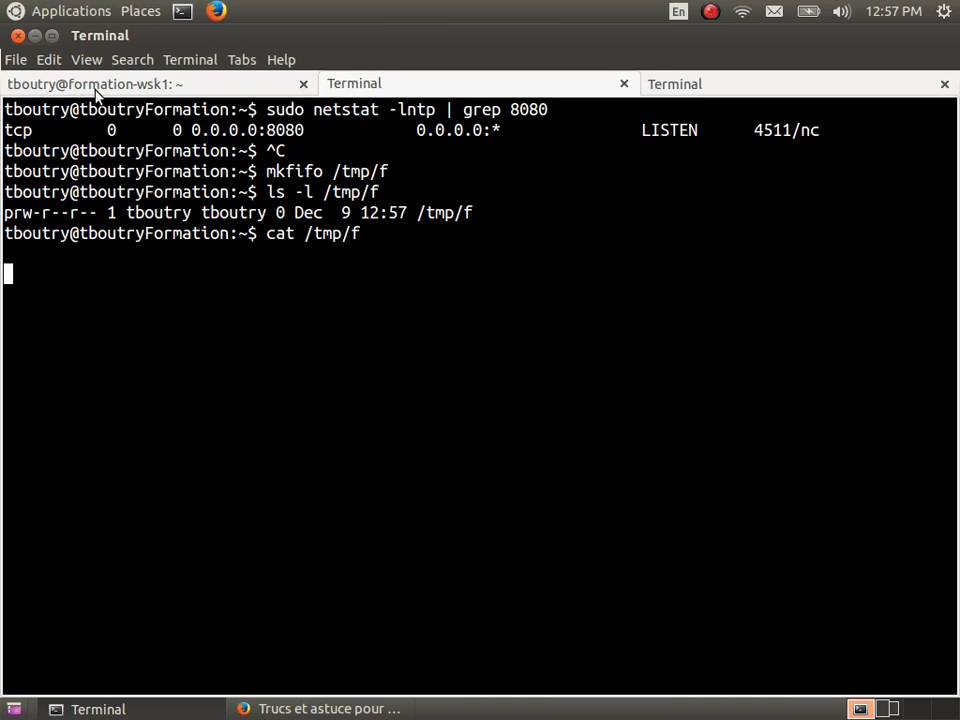 Applications Places En 12:57 PM
Terminal
File Edit View Search Terminal Tabs Help
tboutry@formation-wsk1: ~ Terminal Terminal
tboutry@tboutryFormation:~$ sudo netstat -lntp | grep 8080
tcp 0 0 0.0.0.0:8080 0.0.0.0:* LISTEN 4511/nc
tboutry@tboutryFormation:~$ ^C
tboutry@tboutryFormation:~$ mkfifo /tmp/f
tboutry@tboutryFormation:~$ ls -l /tmp/f
prw-r--r-- 1 tboutry tboutry 0 Dec 9 12:57 /tmp/f
tboutry@tboutryFormation:~$ cat /tmp/f
Terminal Trucs et astuce pour ...